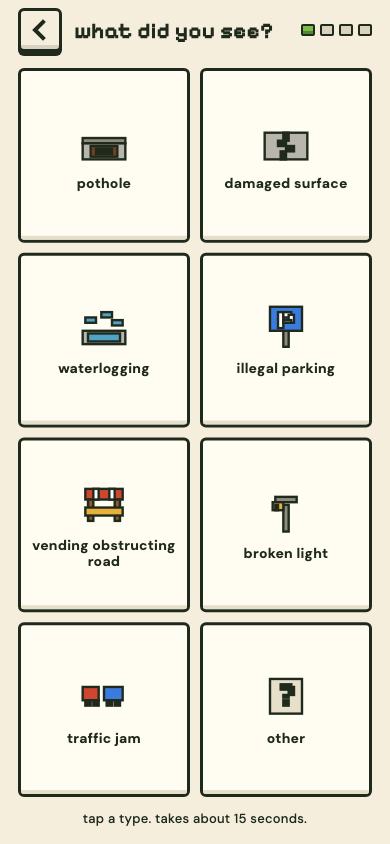 what did you see?
pothole
damaged surface
waterlogging
P
illegal parking
vending obstructing
road
broken light
traffic jam
?
other
tap a type. takes about 15 seconds.